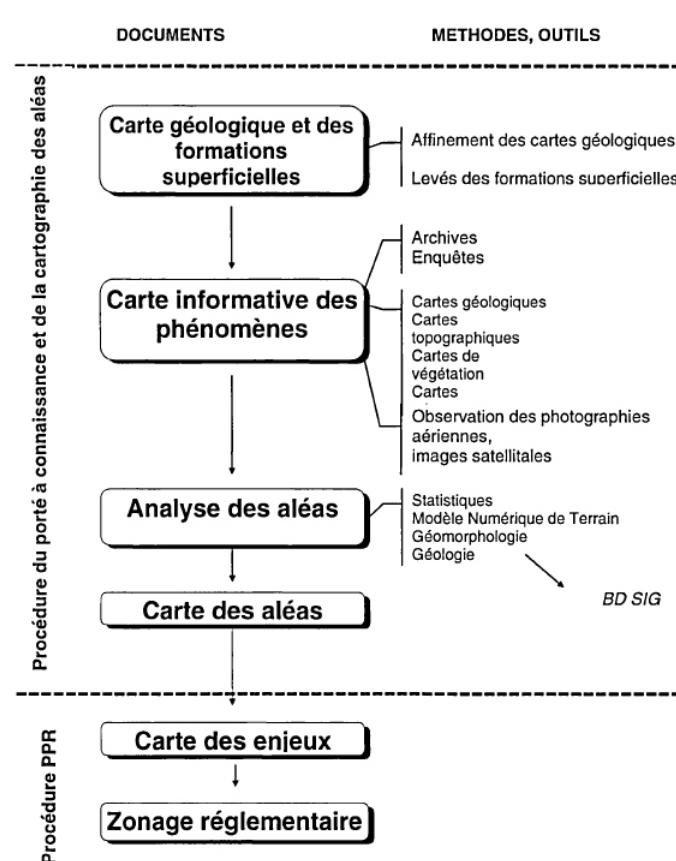 DOCUMENTS
METHODES, OUTILS
Procédure du porté à connaissance et de la cartographie des aléas
Carte géologique et des
formations
superficielles
Affinement des cartes géologiques
Levés des formations superficielles
Carte informative des
phénomènes
Archives
Enquêtes
Cartes géologiques
Cartes
topographiques
Cartes de
végétation
Cartes
Observation des photographies
aériennes,
images satellitales
Analyse des aléas
Statistiques
Modèle Numérique de Terrain
Géomorphologie
Géologie
BD SIG
Carte des aléas
Procédure PPR
Carte des enjeux
Zonage réglementaire